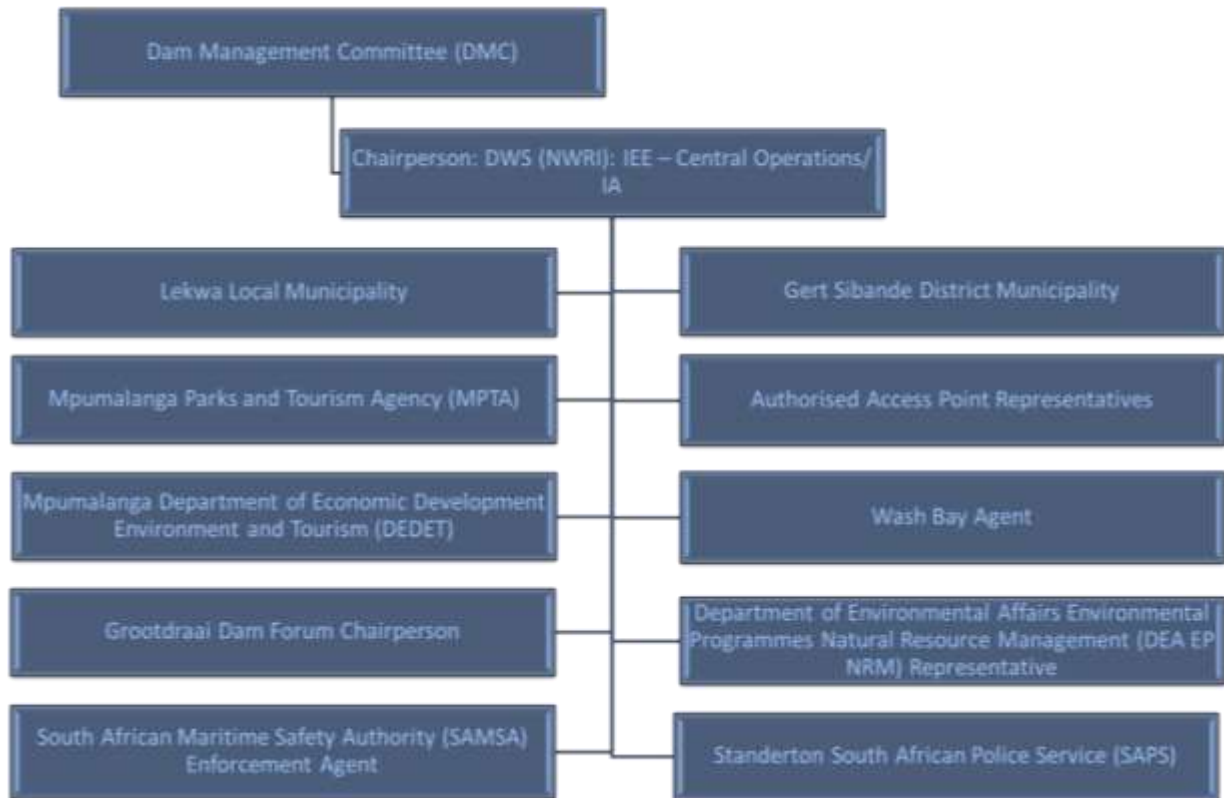 Dam Management Committee (DMC)
Chairperson: DWS (NWRI): IEE – Central Operations/
IA
Lekwa Local Municipality
Gert Sibande District Municipality
Mpumalanga Parks and Tourism Agency (MPTA)
Authorised Access Point Representatives
Mpumalanga Department of Economic Development
Environment and Tourism (DEDET)
Wash Bay Agent
Grootdraai Dam Forum Chairperson
Department of Environmental Affairs Environmental
Programmes Natural Resource Management (DEA EP
NRM) Representative
South African Maritime Safety Authority (SAMSA)
Enforcement Agent
Standerton South African Police Service (SAPS)